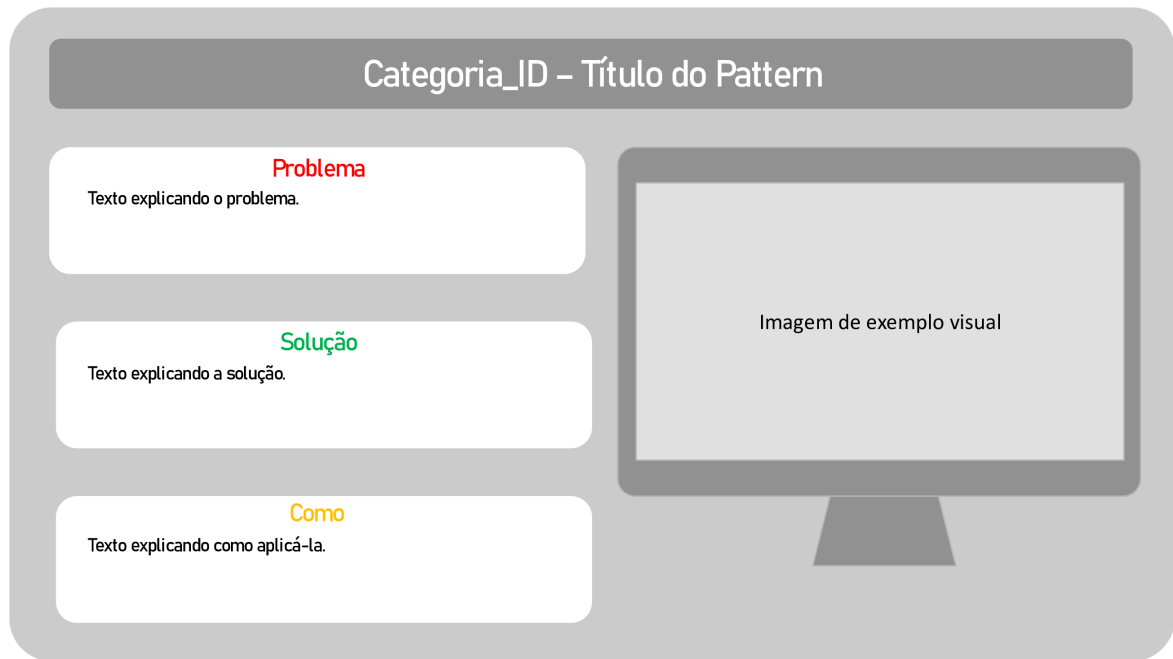 Categoria_ID – Título do Pattern
Problema
Texto explicando o problema.
Solução
Texto explicando a solução.
Como
Texto explicando como aplicá-la.
Imagem de exemplo visual